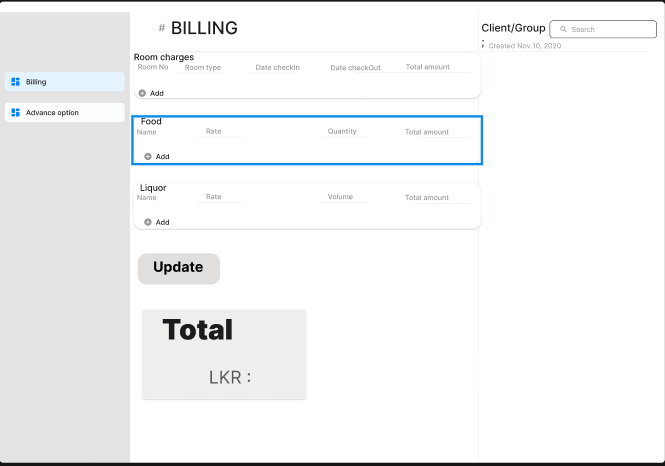 # BILLING
Client/Group :
Search
Created Nov 10, 2020
Billing
Advance option
Room charges
Room No Room type Date checkIn Date checkOut Total amount
Add
Food
Name Rate Quantity Total amount
Add
Liquor
Name Rate Volume Total amount
Add
Update
Total
LKR :